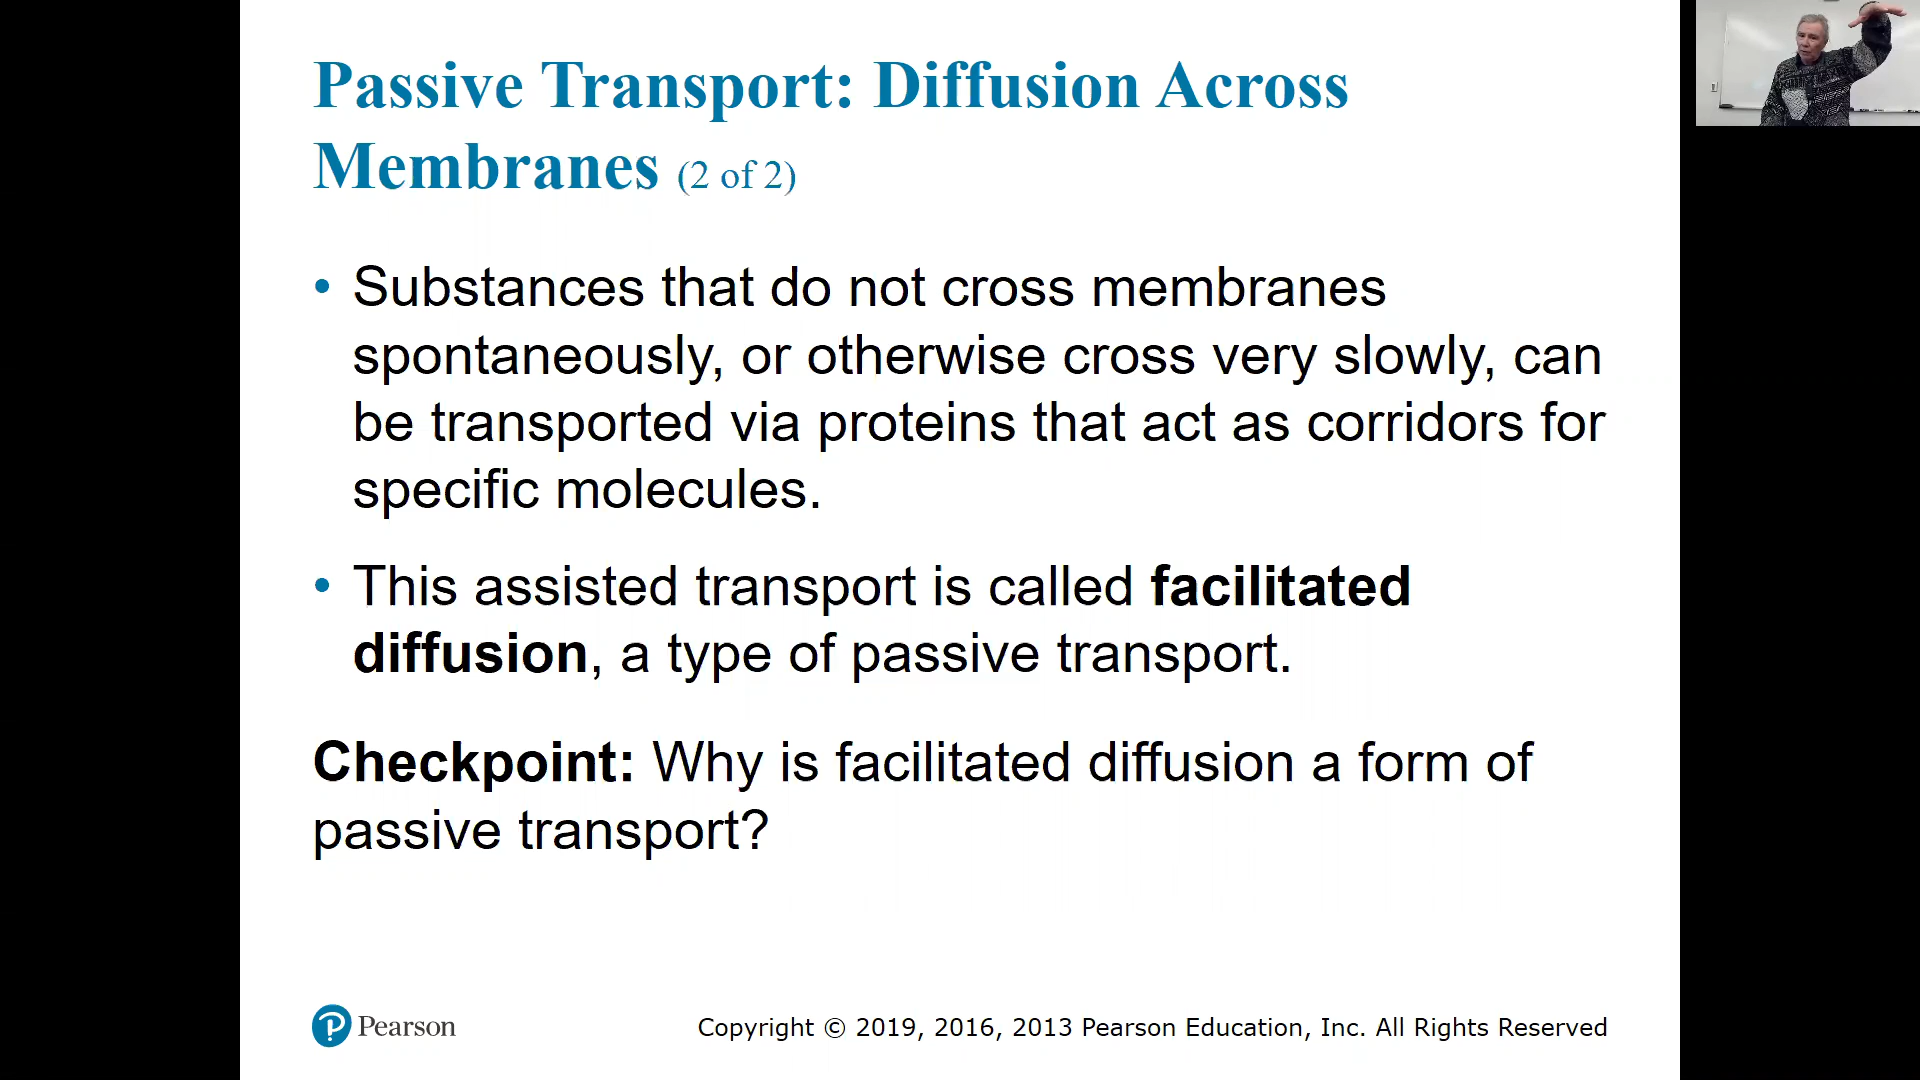 Passive Transport: Diffusion Across
Membranes (2 of 2)
• Substances that do not cross membranes
spontaneously, or otherwise cross very slowly, can
be transported via proteins that act as corridors for
specific molecules.
• This assisted transport is called facilitated
diffusion, a type of passive transport.
Checkpoint: Why is facilitated diffusion a form of
passive transport?
Pearson
Copyright © 2019, 2016, 2013 Pearson Education, Inc. All Rights Reserved